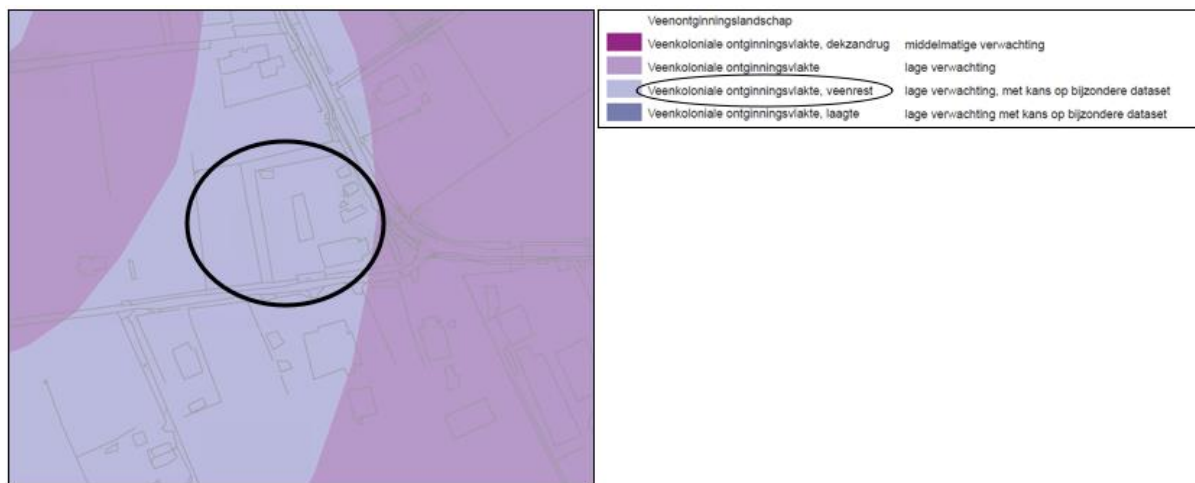 Veenontginningslandschap
Veenkoloniale ontginningsvlakte, dekzandrug middelmatige verwachting
Veenkoloniale ontginningsvlakte lage verwachting
Veenkoloniale ontginningsvlakte, veenrest lage verwachting, met kans op bijzondere dataset
Veenkoloniale ontginningsvlakte, laagte lage verwachting met kans op bijzondere dataset